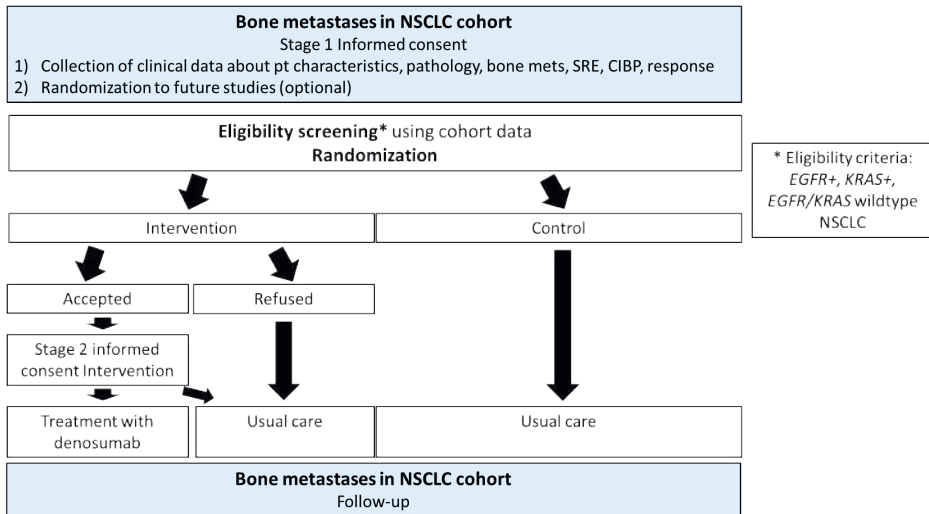 Bone metastases in NSCLC cohort
Stage 1 Informed consent
1) Collection of clinical data about pt characteristics, pathology, bone mets, SRE, CIBP, response
2) Randomization to future studies (optional)
Eligibility screening* using cohort data
Randomization
* Eligibility criteria:
EGFR+, KRAS+,
EGFR/KRAS wildtype
NSCLC
Intervention
Control
Accepted
Refused
Stage 2 informed
consent Intervention
Treatment with
denosumab
Usual care
Usual care
Bone metastases in NSCLC cohort
Follow-up